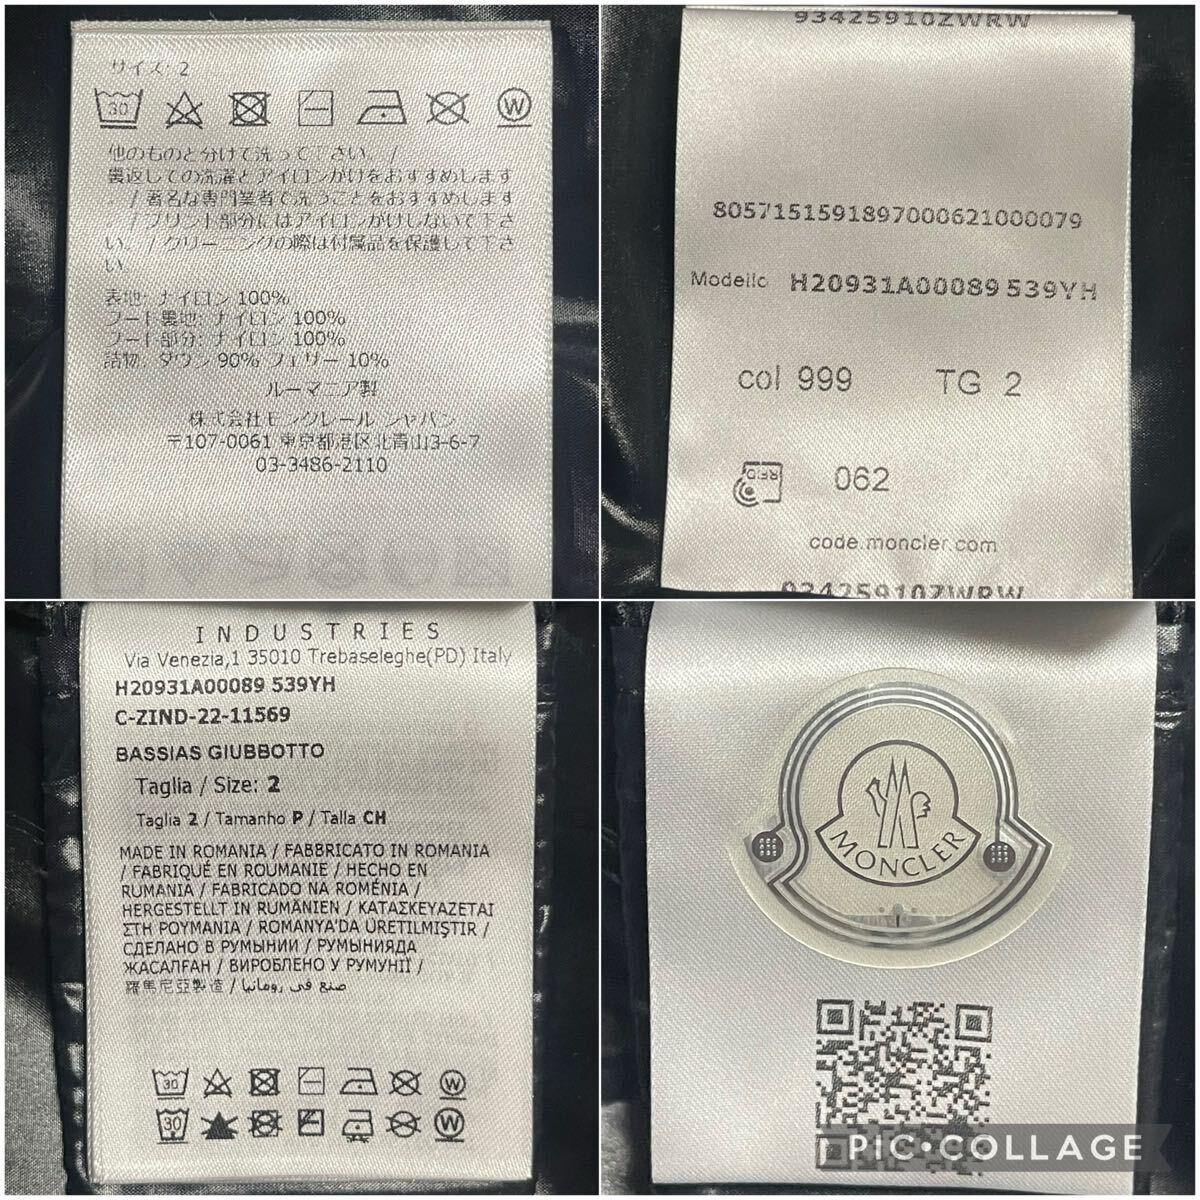 サイズ: 2
30
W
他のものと分けて洗って下さい。 /
裏返しての洗濯とアイロンがけをおすすめします
。 / 著名な専門業者で洗うことをおすすめします
。 / プリント部分にはアイロンがけしないで下さ
い。 / クリーニングの際は付属品を保護して下さ
い。
表地: ナイロン 100%
フード裏地: ナイロン 100%
フード部分: ナイロン 100%
詰物: ダウン 90% フェザー 10%
ルーマニア製
株式会社モンクレール ジャパン
〒107-0061 東京都港区北青山3-6-7
03-3486-2110
93425910ZWRW
8057151591897000621000079
Modello H20931A00089 539YH
col 999 TG 2
RFID 062
code.moncler.com
93425910ZWRW
INDUSTRIES
Via Venezia,1 35010 Trebaseleghe(PD) Italy
H20931A00089 539YH
C-ZIND-22-11569
BASSIAS GIUBBOTTO
Taglia / Size: 2
Taglia 2 / Tamanho P / Talla CH
MADE IN ROMANIA / FABBRICATO IN ROMANIA
/ FABRIQUÉ EN ROUMANIE / HECHO EN
RUMANIA / FABRICADO NA ROMÉNIA /
HERGESTELLT IN RUMÄNIEN / ΚΑΤΑΣΚΕΥΑΖΕΤΑΙ
ΣΤΗ ΡΟΥΜΑΝΙΑ / ROMANYA'DA ÜRETİLMİŞTİR /
СДЕЛАНО В РУМЫНИИ / РУМЫНИЯДА
ЖАСАЛҒАН / ВИРОБЛЕНО У РУМУНІЇ /
羅馬尼亞製造 / صنع في رومانيا
30
W
30
W
MONCLER
PIC•COLLAGE